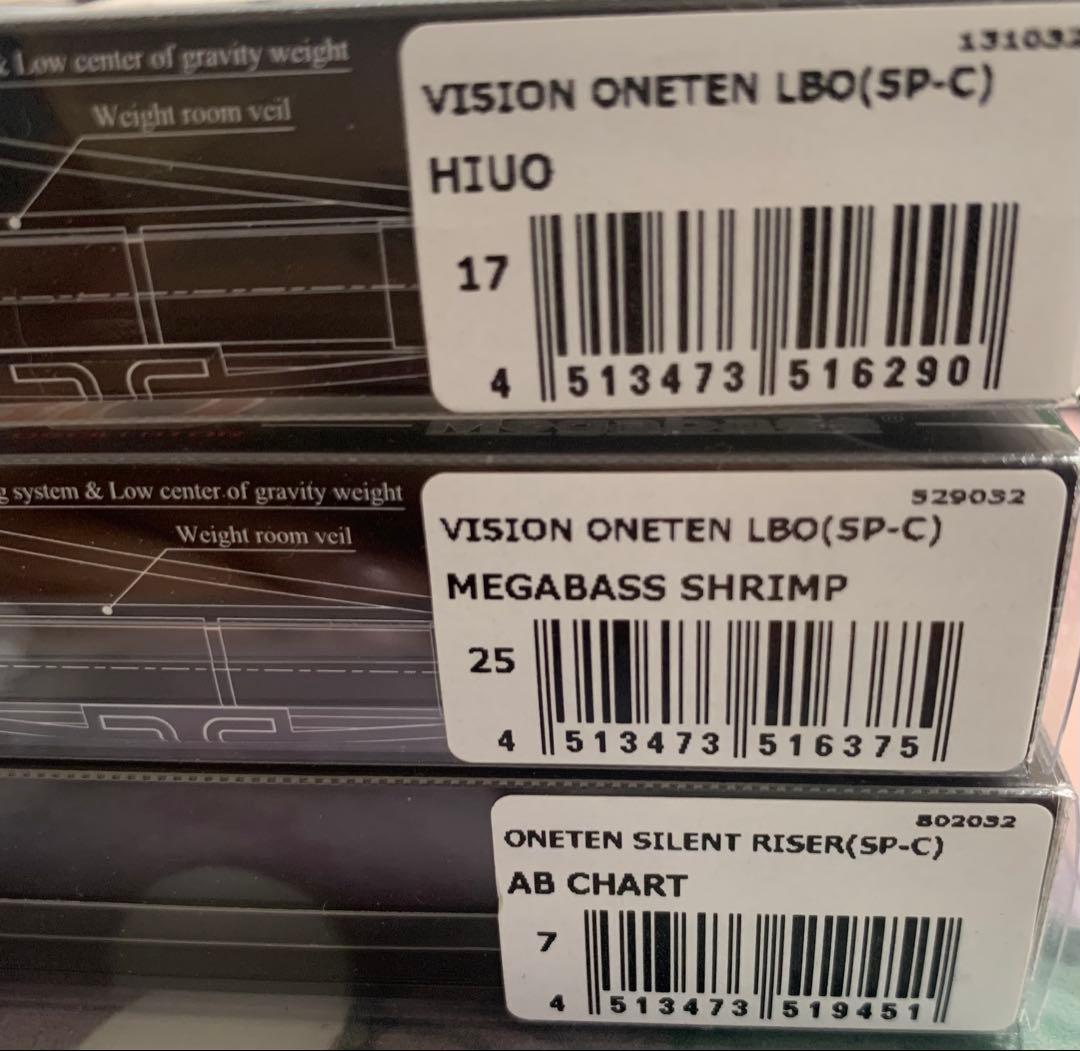 & Low center of gravity weight
Weight room veil
131032
VISION ONETEN LBO(SP-C)
HIUO
17
4 513473 516290
Megabass
g system & Low center of gravity weight
Weight room veil
529032
VISION ONETEN LBO(SP-C)
MEGABASS SHRIMP
25
4 513473 516375
802032
ONETEN SILENT RISER(SP-C)
AB CHART
7
4 513473 519451